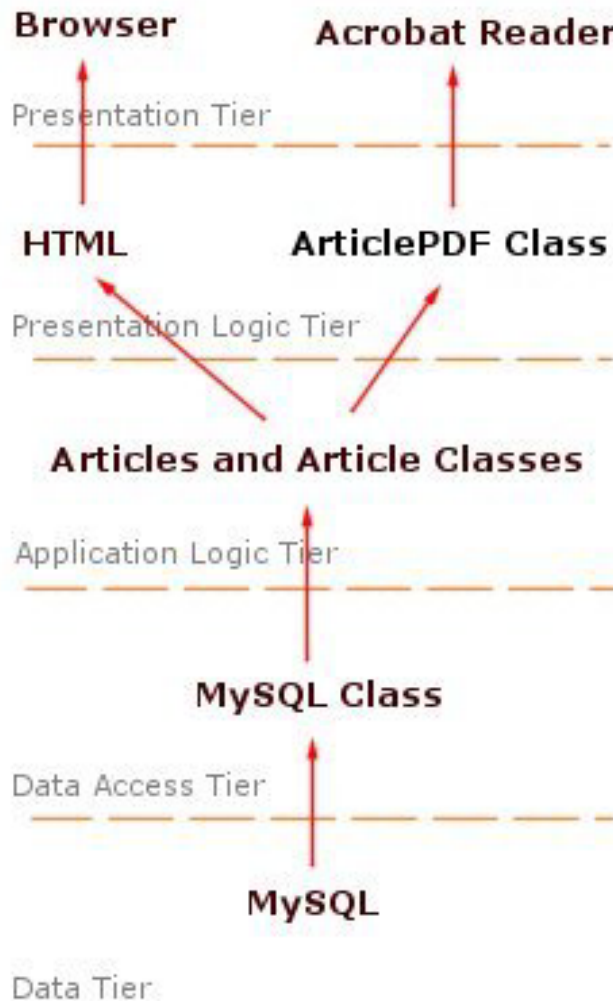 Browser
Acrobat Reader
Presentation Tier
HTML
ArticlePDF Class
Presentation Logic Tier
Articles and Article Classes
Application Logic Tier
MySQL Class
Data Access Tier
MySQL
Data Tier